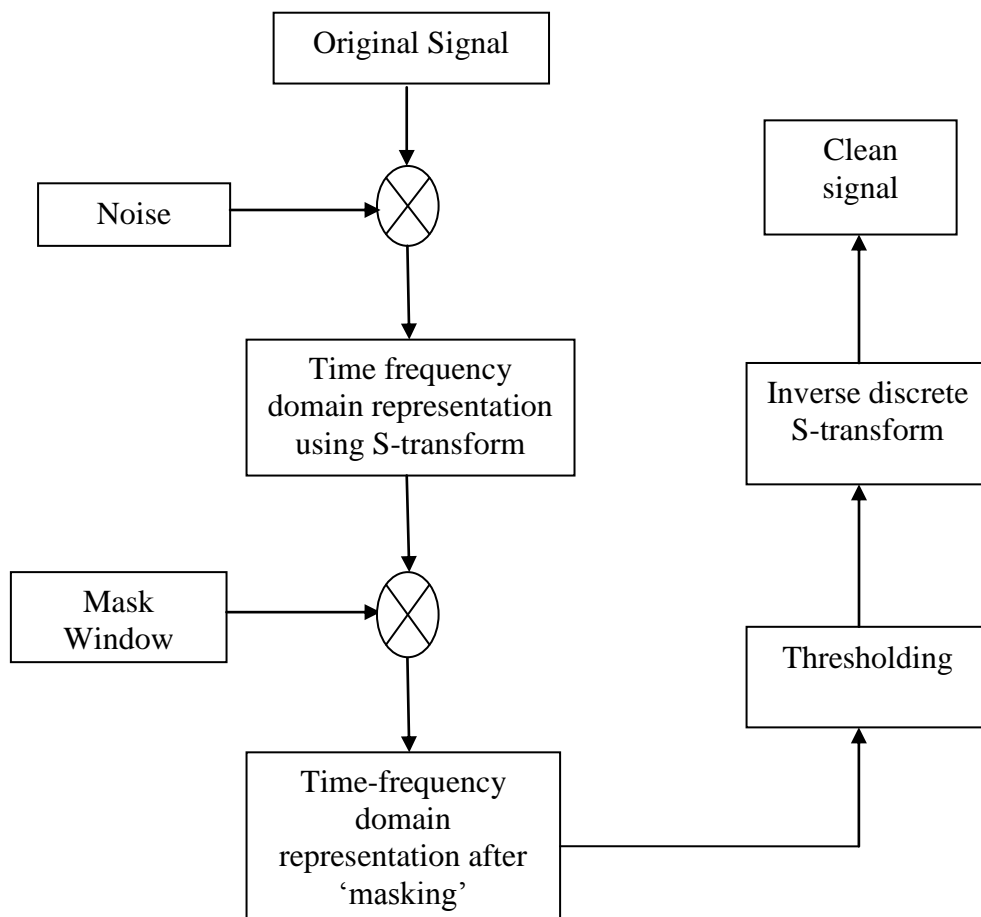 Original Signal
Noise
Time frequency
domain representation
using S-transform
Mask
Window
Time-frequency
domain
representation after
‘masking’
Thresholding
Inverse discrete
S-transform
Clean
signal